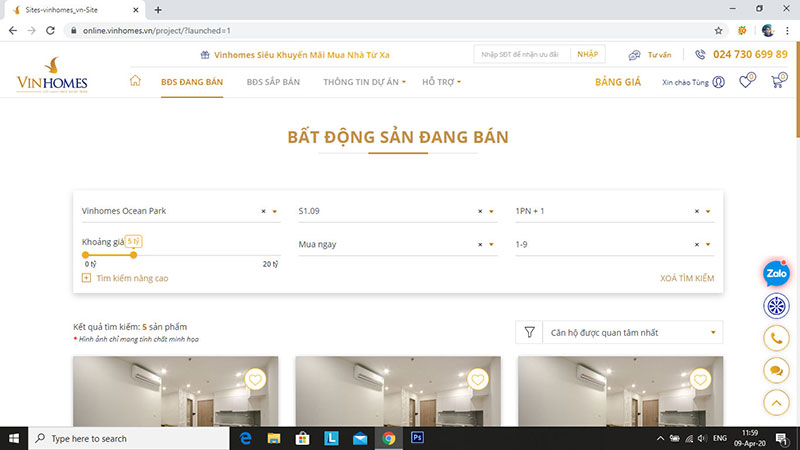 Sites-vinhomes_vn-Site
online.vinhomes.vn/project/?launched=1
Vinhomes Siêu Khuyến Mãi Mua Nhà Từ Xa
Nhập SĐT để nhận ưu đãi NHẬP
Tư vấn
024 730 699 89
VINHOMES
BĐS ĐANG BÁN
BĐS SẮP BÁN
THÔNG TIN DỰ ÁN
HỖ TRỢ
BẢNG GIÁ
Xin chào Tùng
0
0
BẤT ĐỘNG SẢN ĐANG BÁN
Vinhomes Ocean Park ×
S1.09 ×
1PN + 1 ×
Khoảng giá 5 tỷ
0 tỷ 20 tỷ
Mua ngay ×
1-9 ×
Tìm kiếm nâng cao
XOÁ TÌM KIẾM
Zalo
Kết quả tìm kiếm: 5 sản phẩm
* Hình ảnh chỉ mang tính chất minh họa
Căn hộ được quan tâm nhất
Type here to search
L
Ps
ENG
11:59
09-Apr-20